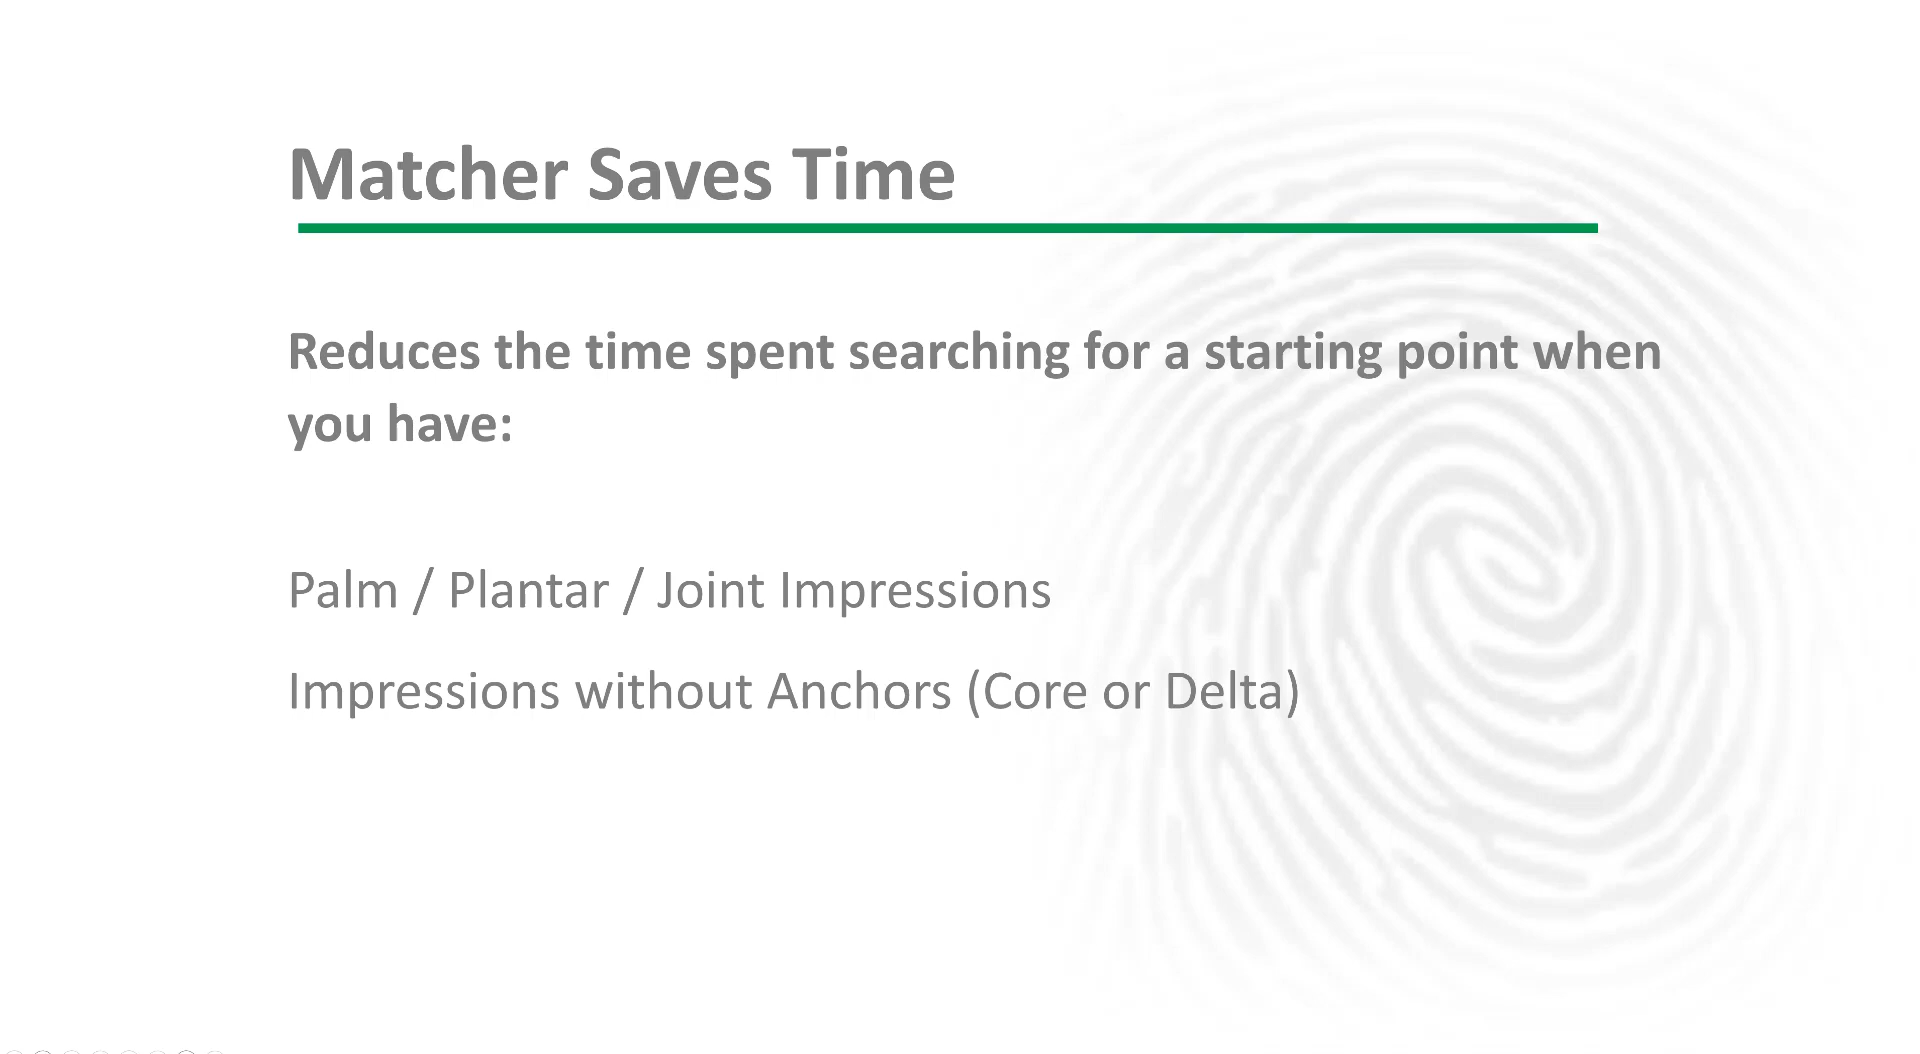 Matcher Saves Time
Reduces the time spent searching for a starting point when
you have:
Palm / Plantar / Joint Impressions
Impressions without Anchors (Core or Delta)